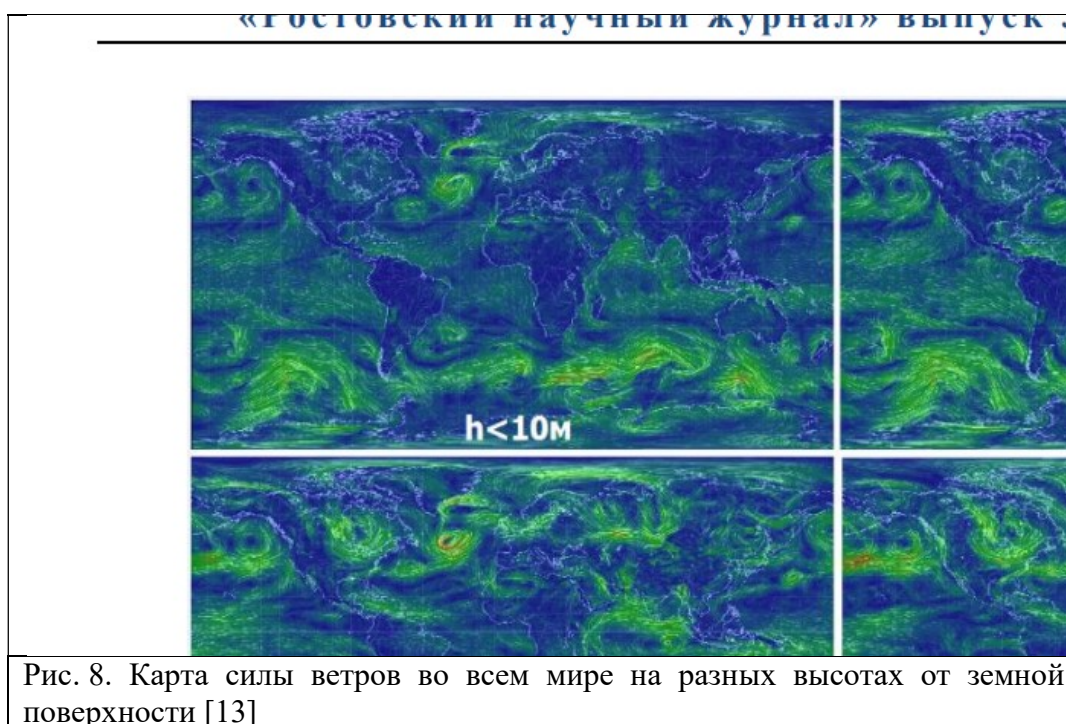 «Ростовский научный журнал» выпуск
h<10м
Рис. 8. Карта силы ветров во всем мире на разных высотах от земной
поверхности [13]